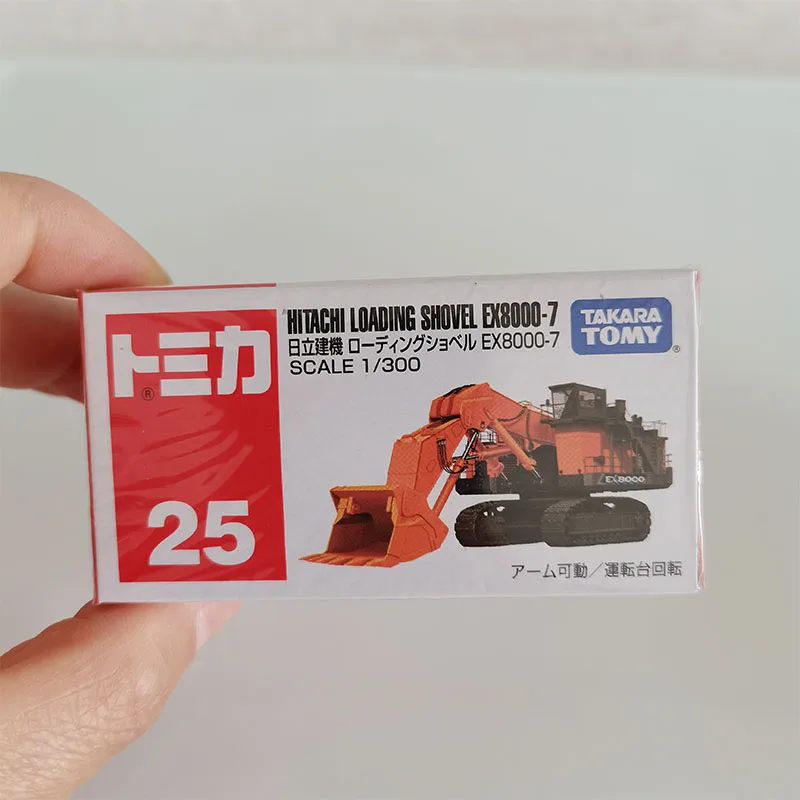 トミカ
®
25
HITACHI LOADING SHOVEL EX8000-7
日立建機 ローディングショベル EX8000-7
SCALE 1/300
TAKARA
TOMY
®
EX8000
アーム可動／運転台回転